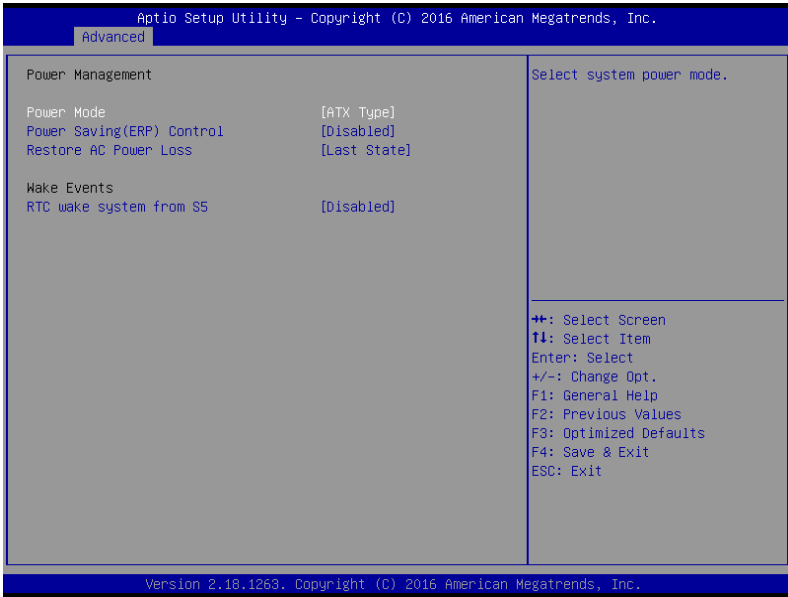 Aptio Setup Utility – Copyright (C) 2016 American Megatrends, Inc.
Advanced
Power Management
Power Mode [ATX Type]
Power Saving(ERP) Control [Disabled]
Restore AC Power Loss [Last State]
Wake Events
RTC wake system from S5 [Disabled]
Select system power mode.
→←: Select Screen
↑↓: Select Item
Enter: Select
+/-: Change Opt.
F1: General Help
F2: Previous Values
F3: Optimized Defaults
F4: Save & Exit
ESC: Exit
Version 2.18.1263. Copyright (C) 2016 American Megatrends, Inc.